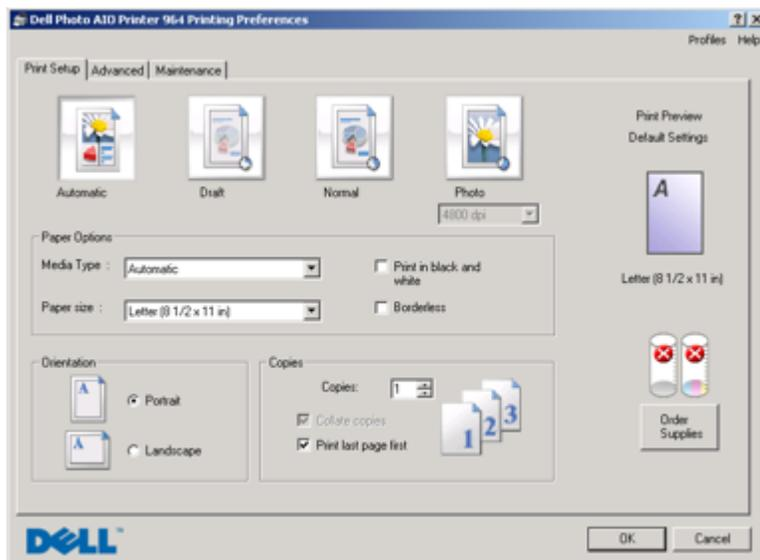 Dell Photo AIO Printer 964 Printing Preferences
Profiles Help
Print Setup Advanced Maintenance
Automatic
Draft
Normal
Photo
4800 dpi
Print Preview
Default Settings
A
Letter (8 1/2 x 11 in)
Paper Options
Media Type : Automatic
Print in black and
white
Paper size : Letter (8 1/2 x 11 in)
Borderless
Orientation
A
Portrait
A
Landscape
Copies
Copies: 1
Collate copies
Print last page first
1 2 3
Order
Supplies
DELL™
OK Cancel